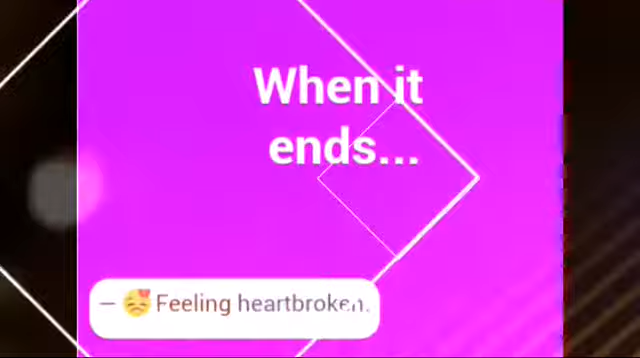 When it
ends...
— 🥵 Feeling heartbroken.